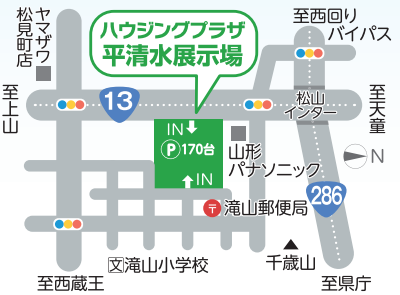 ヤマザワ
松見町店
ハウジングプラザ
平清水展示場
至西回り
バイパス
至上山
13
松山
インター
至天童
IN
P 170台
IN
山形
パナソニック
N
286
〒滝山郵便局
文 滝山小学校
千歳山
至西蔵王
至県庁